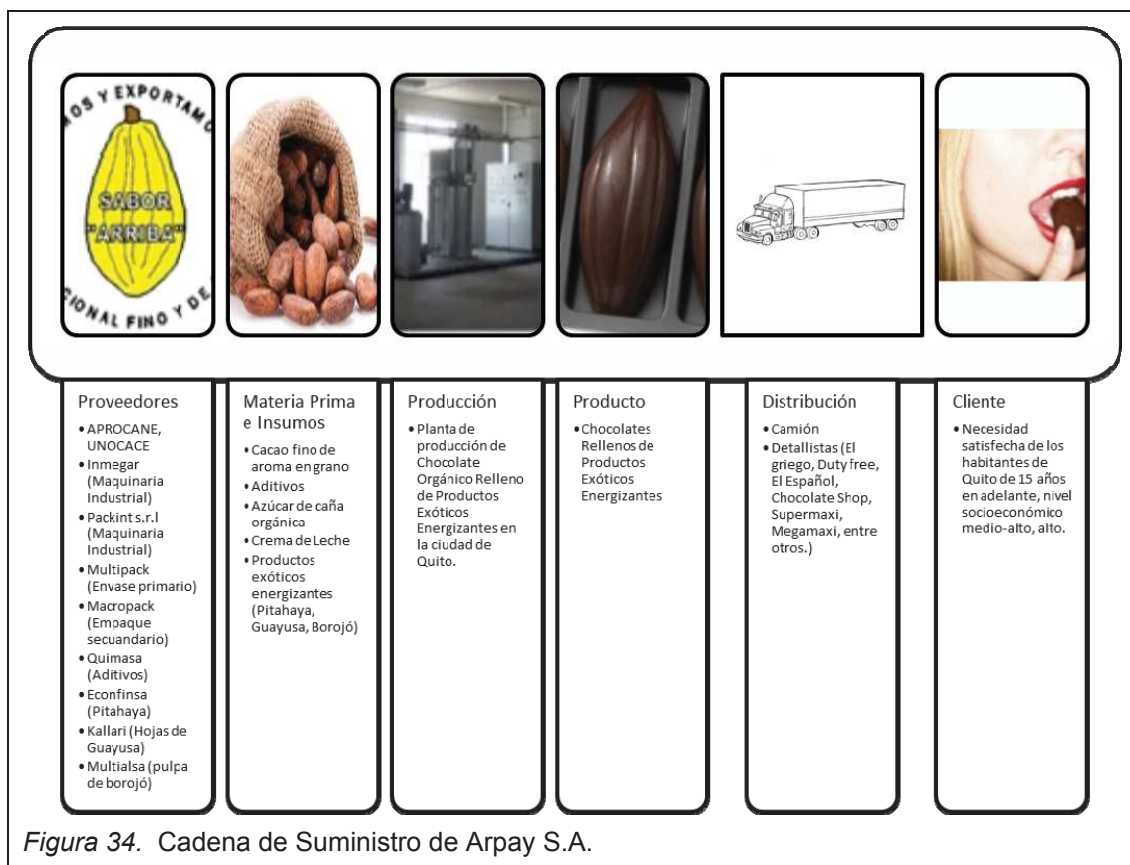 MOS Y EXPORTAMO
SABOR
"ARRIBA"
CIONAL FINO Y DE
Proveedores
• APROCANE,
UNOCACE
• Inmegar
(Maquinaria
Industrial)
• Packint s.r.l
(Maquinaria
Industrial)
• Multipack
(Envase primario)
• Macropack
(Empaque
secuandario)
• Quimasa
(Aditivos)
• Econfinsa
(Pitahaya)
• Kallari (Hojas de
Guayusa)
• Multialsa (pulpa
de borojó)
Materia Prima
e Insumos
• Cacao fino de
aroma en grano
• Aditivos
• Azúcar de caña
orgánica
• Crema de Leche
• Productos
exóticos
energizantes
(Pitahaya,
Guayusa, Borojó)
Producción
• Planta de
producción de
Chocolate
Orgánico Relleno
de Productos
Exóticos
Energizantes en
la ciudad de
Quito.
Producto
• Chocolates
Rellenos de
Productos
Exóticos
Energizantes
Distribución
• Camión
• Detallistas (El
griego, Duty free,
El Español,
Chocolate Shop,
Supermaxi,
Megamaxi, entre
otros.)
Cliente
• Necesidad
satisfecha de los
habitantes de
Quito de 15 años
en adelante, nivel
socioeconómico
medio-alto, alto.
Figura 34. Cadena de Suministro de Arpay S.A.